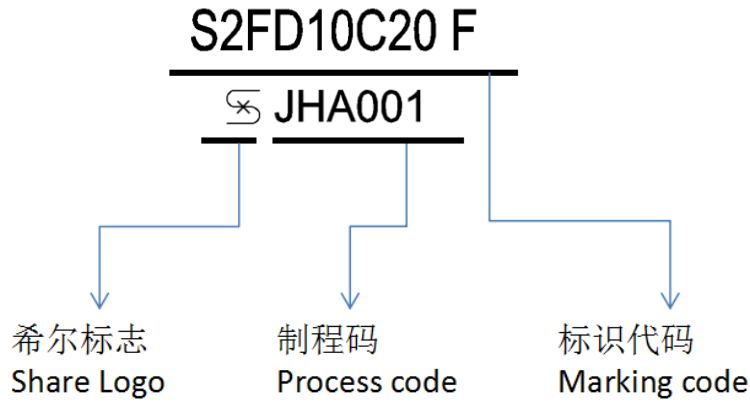 S2FD10C20 F
JHA001
希尔标志
Share Logo
制程码
Process code
标识代码
Marking code